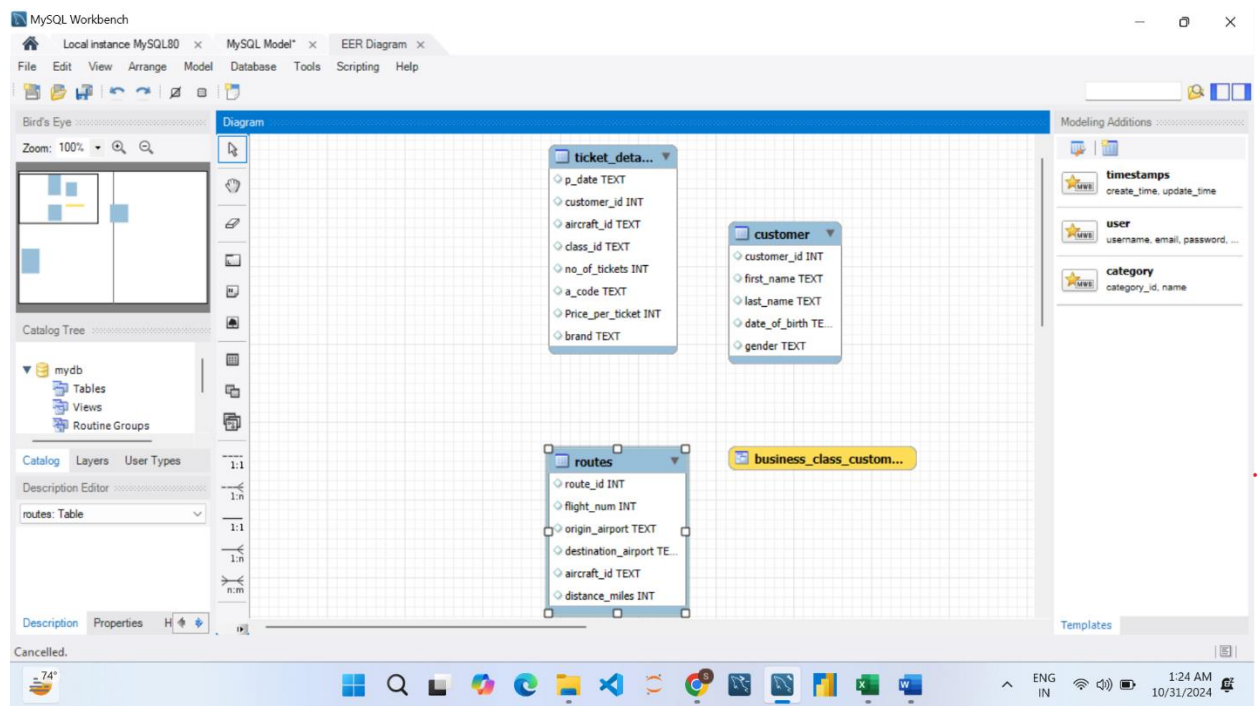 MySQL Workbench
Local instance MySQL80 × MySQL Model* × EER Diagram ×
File Edit View Arrange Model Database Tools Scripting Help
Bird's Eye
Zoom: 100%
Diagram
ticket_deta...
p_date TEXT
customer_id INT
aircraft_id TEXT
class_id TEXT
no_of_tickets INT
a_code TEXT
Price_per_ticket INT
brand TEXT
customer
customer_id INT
first_name TEXT
last_name TEXT
date_of_birth TE...
gender TEXT
routes
route_id INT
flight_num INT
origin_airport TEXT
destination_airport TE...
aircraft_id TEXT
distance_miles INT
business_class_custom...
Modeling Additions
timestamps
create_time, update_time
user
username, email, password, ...
category
category_id, name
Templates
Catalog Tree
mydb
Tables
Views
Routine Groups
Catalog Layers User Types
Description Editor
routes: Table
Description Properties H
1:1
1:n
1:1
1:n
n:m
Cancelled.
74°
ENG
IN
1:24 AM
10/31/2024